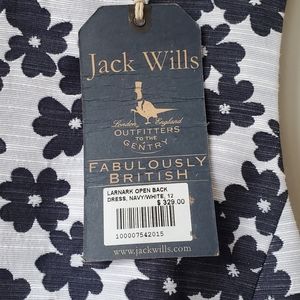 Jack Wills
London England
OUTFITTERS
TO THE
GENTRY
FABULOUSLY
BRITISH
LARNARK OPEN BACK
DRESS, NAVY/WHITE, 12
$ 329.00
100007542015
www.jackwills.com